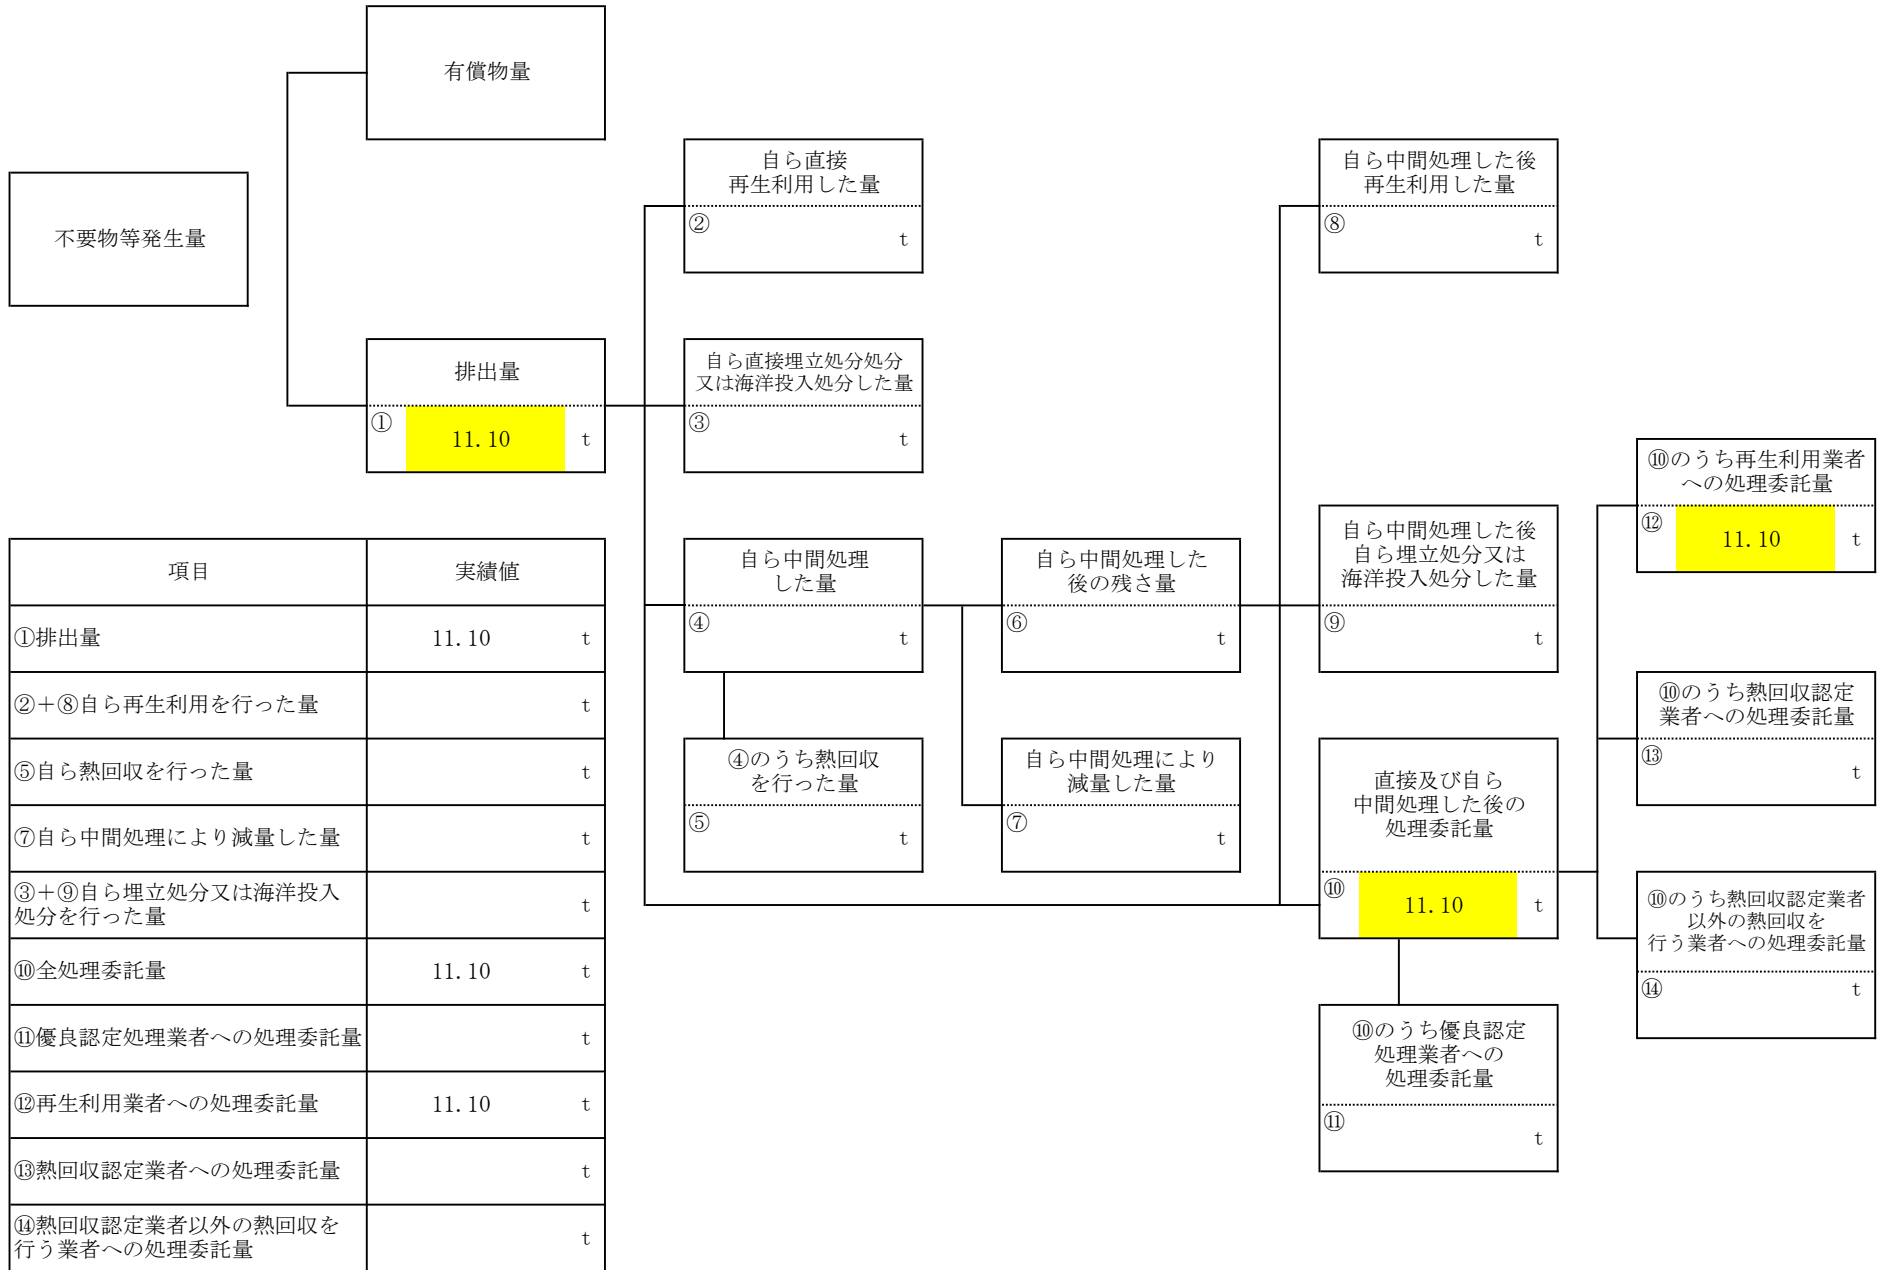 有償物量
不要物等発生量
排出量
①
11.10
t
自ら直接
再生利用した量
②
t
自ら直接埋立処分処分
又は海洋投入処分した量
③
t
自ら中間処理
した量
④
t
④のうち熱回収
を行った量
⑤
t
自ら中間処理した
後の残さ量
⑥
t
自ら中間処理により
減量した量
⑦
t
自ら中間処理した後
再生利用した量
⑧
t
自ら中間処理した後
自ら埋立処分又は
海洋投入処分した量
⑨
t
直接及び自ら
中間処理した後の
処理委託量
⑩
11.10
t
⑩のうち優良認定
処理業者への
処理委託量
⑪
t
⑩のうち再生利用業者
への処理委託量
⑫
11.10
t
⑩のうち熱回収認定
業者への処理委託量
⑬
t
⑩のうち熱回収認定業者
以外の熱回収を
行う業者への処理委託量
⑭
t
項目 実績値
①排出量 11.10 t
②＋⑧自ら再生利用を行った量 t
⑤自ら熱回収を行った量 t
⑦自ら中間処理により減量した量 t
③＋⑨自ら埋立処分又は海洋投入
処分を行った量 t
⑩全処理委託量 11.10 t
⑪優良認定処理業者への処理委託量 t
⑫再生利用業者への処理委託量 11.10 t
⑬熱回収認定業者への処理委託量 t
⑭熱回収認定業者以外の熱回収を
行う業者への処理委託量 t